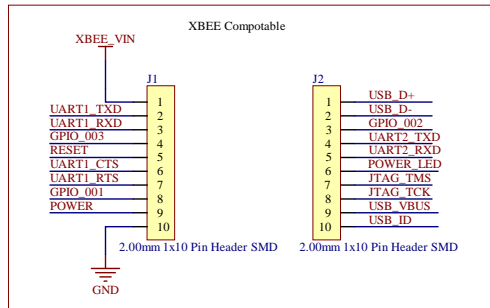 XBEE Compotable
XBEE_VIN
J1
1
UART1_TXD 2
UART1_RXD 3
GPIO_003 4
RESET 5
UART1_CTS 6
UART1_RTS 7
GPIO_001 8
POWER 9
10
2.00mm 1x10 Pin Header SMD
GND
J2
1 USB_D+
2 USB_D-
3 GPIO_002
4 UART2_TXD
5 UART2_RXD
6 POWER_LED
7 JTAG_TMS
8 JTAG_TCK
9 USB_VBUS
10 USB_ID
2.00mm 1x10 Pin Header SMD